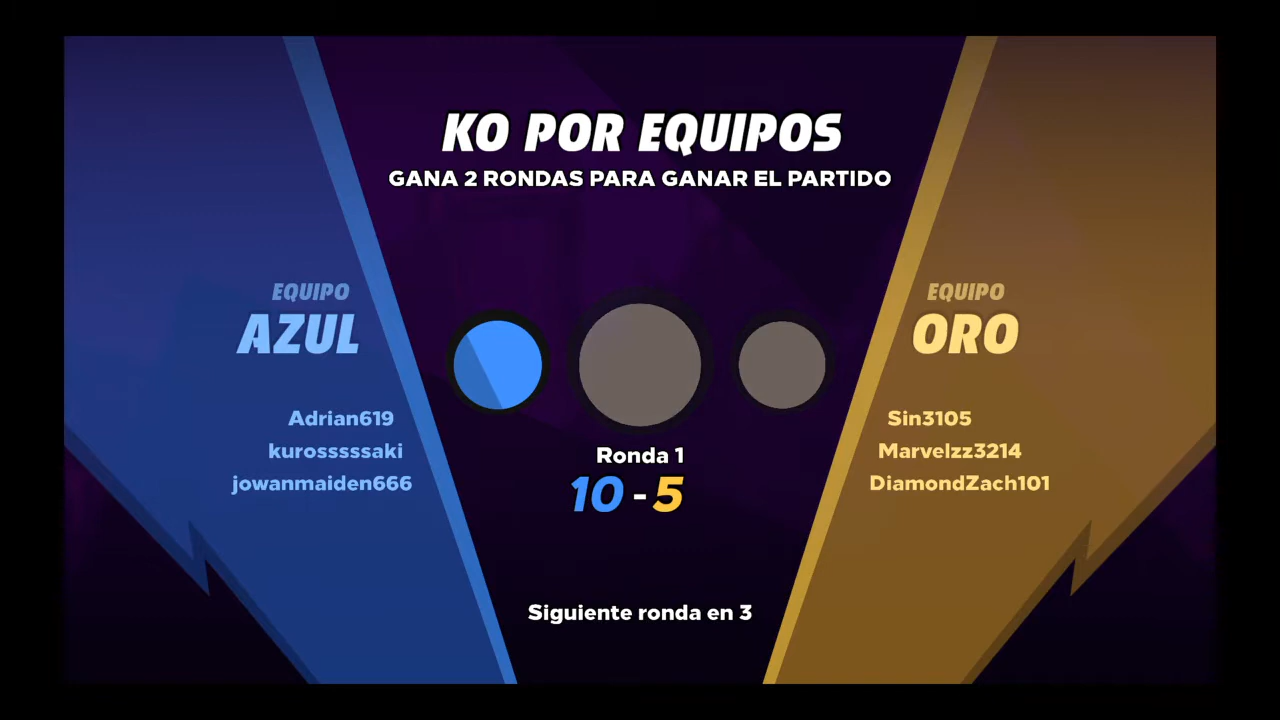 KO POR EQUIPOS
GANA 2 RONDAS PARA GANAR EL PARTIDO
EQUIPO
AZUL
Adrian619
kurosssssaki
jowanmaiden666
Ronda 1
10 - 5
Siguiente ronda en 3
EQUIPO
ORO
Sin3105
Marvelzz3214
DiamondZach101